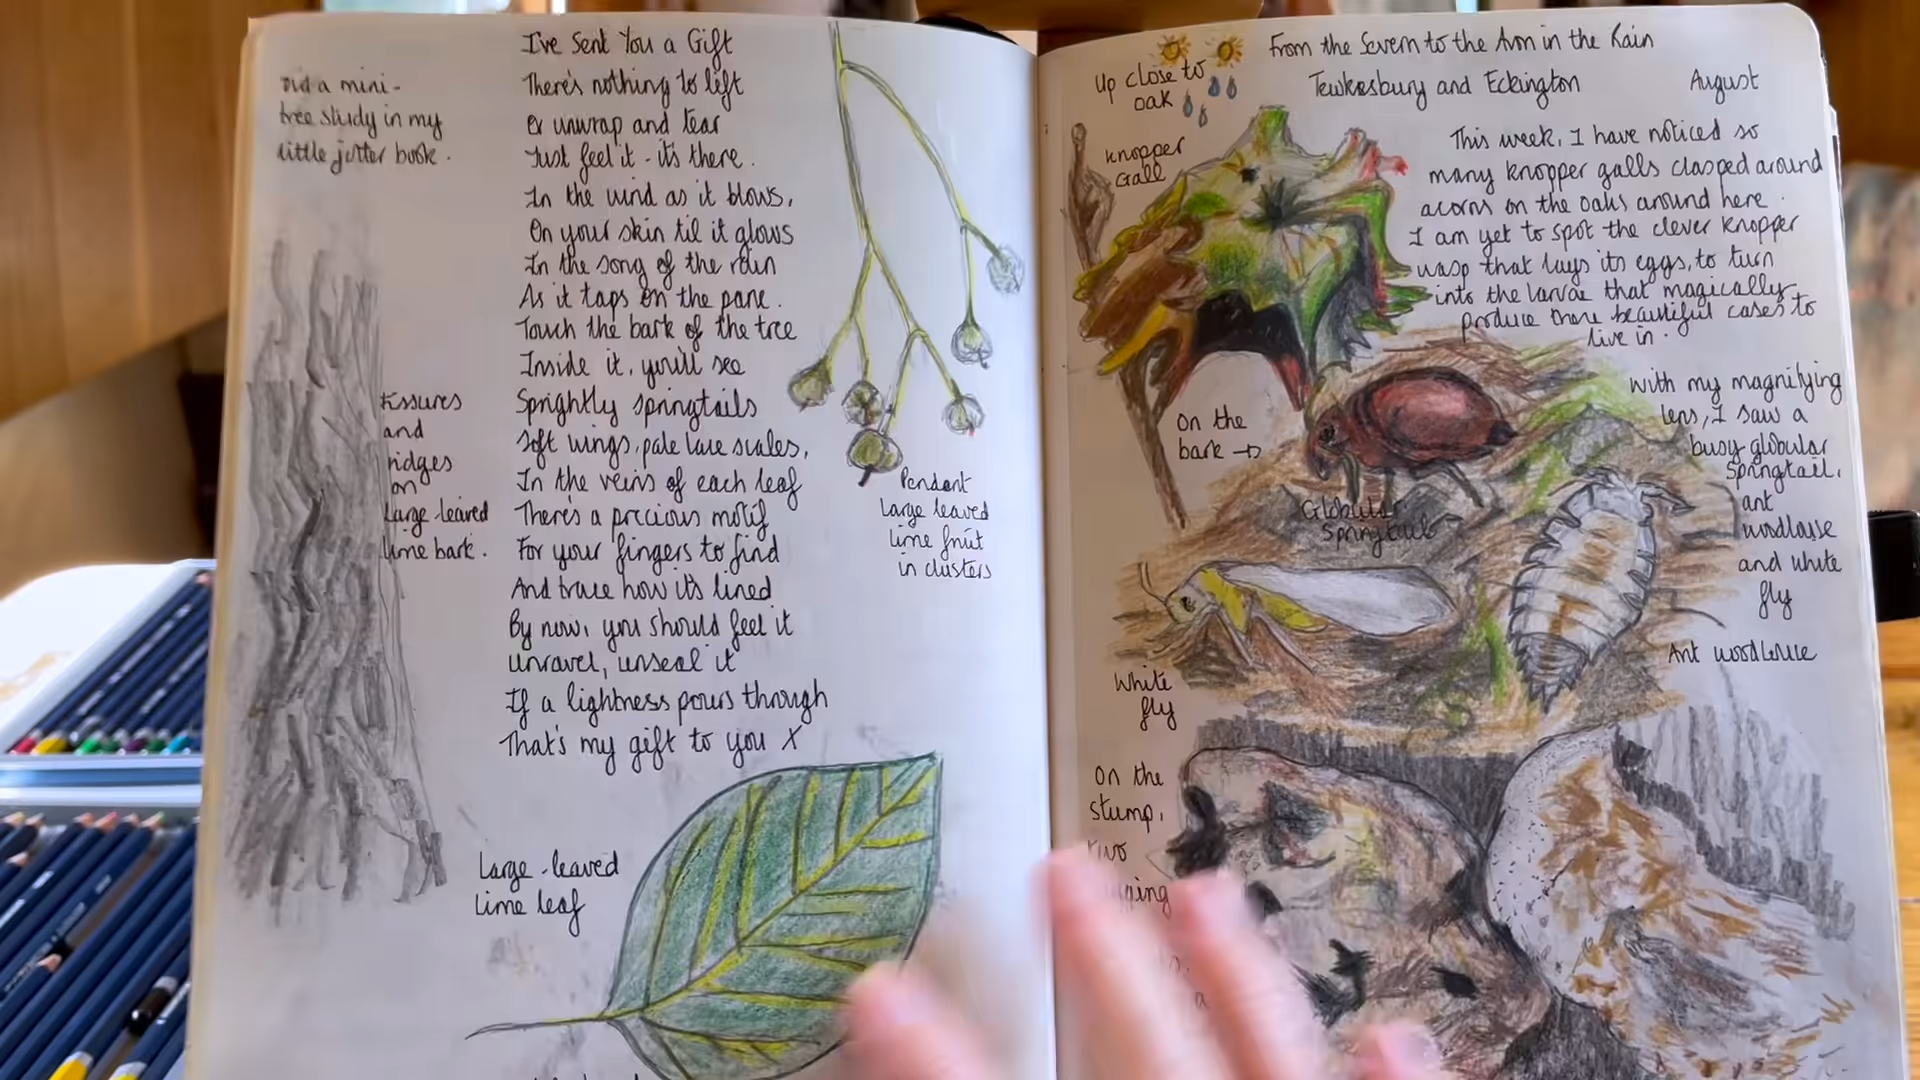 Did a mini-
tree study in my
little jotter book.
Fissures
and
ridges
on
Large-leaved
lime bark.
I've Sent You a Gift
There's nothing to lift
Or unwrap and tear
Just feel it - it's there.
In the wind as it blows,
On your skin til it glows
In the song of the rain
As it taps on the pane.
Touch the bark of the tree
Inside it, you'll see
Sprightly springtails
Soft wings, pale lace scales,
In the veins of each leaf
There's a precious motif
For your fingers to find
And trace how it's lined
By now, you should feel it
Unravel, unseal it
If a lightness pours through
That's my gift to you X
Pendant
Large leaved
lime fruit
in clusters
Large-leaved
Lime leaf
From the Severn to the Avon in the Rain
Tewkesbury and Eckington August
Up close to
oak
Knopper
Gall
This week, I have noticed so
many knopper galls clasped around
acorns on the oaks around here.
I am yet to spot the clever knopper
wasp that lays its eggs, to turn
into the larvae that magically
produce these beautiful cases to
live in.
On the
bark →
With my magnifying
lens, I saw a
busy globular
springtail,
ant
woodlouse
and white
fly
Globular
Springtail
White
fly
Ant woodlouse
On the
stump,
two